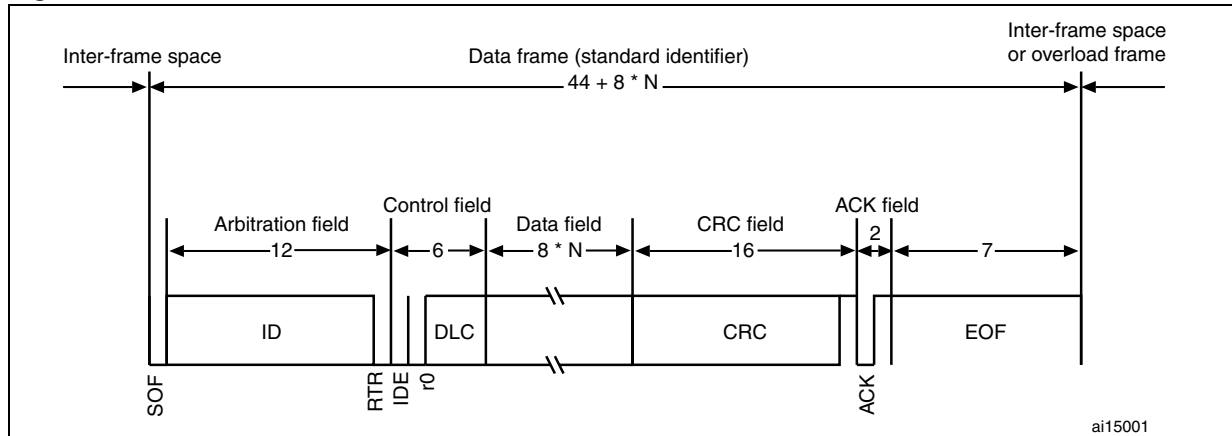 Inter-frame space
Data frame (standard identifier)
44 + 8 * N
Inter-frame space
or overload frame
Arbitration field
12
Control field
6
Data field
8 * N
CRC field
16
ACK field
2
7
ID
DLC
CRC
EOF
SOF
RTR
IDE
r0
ACK
ai15001